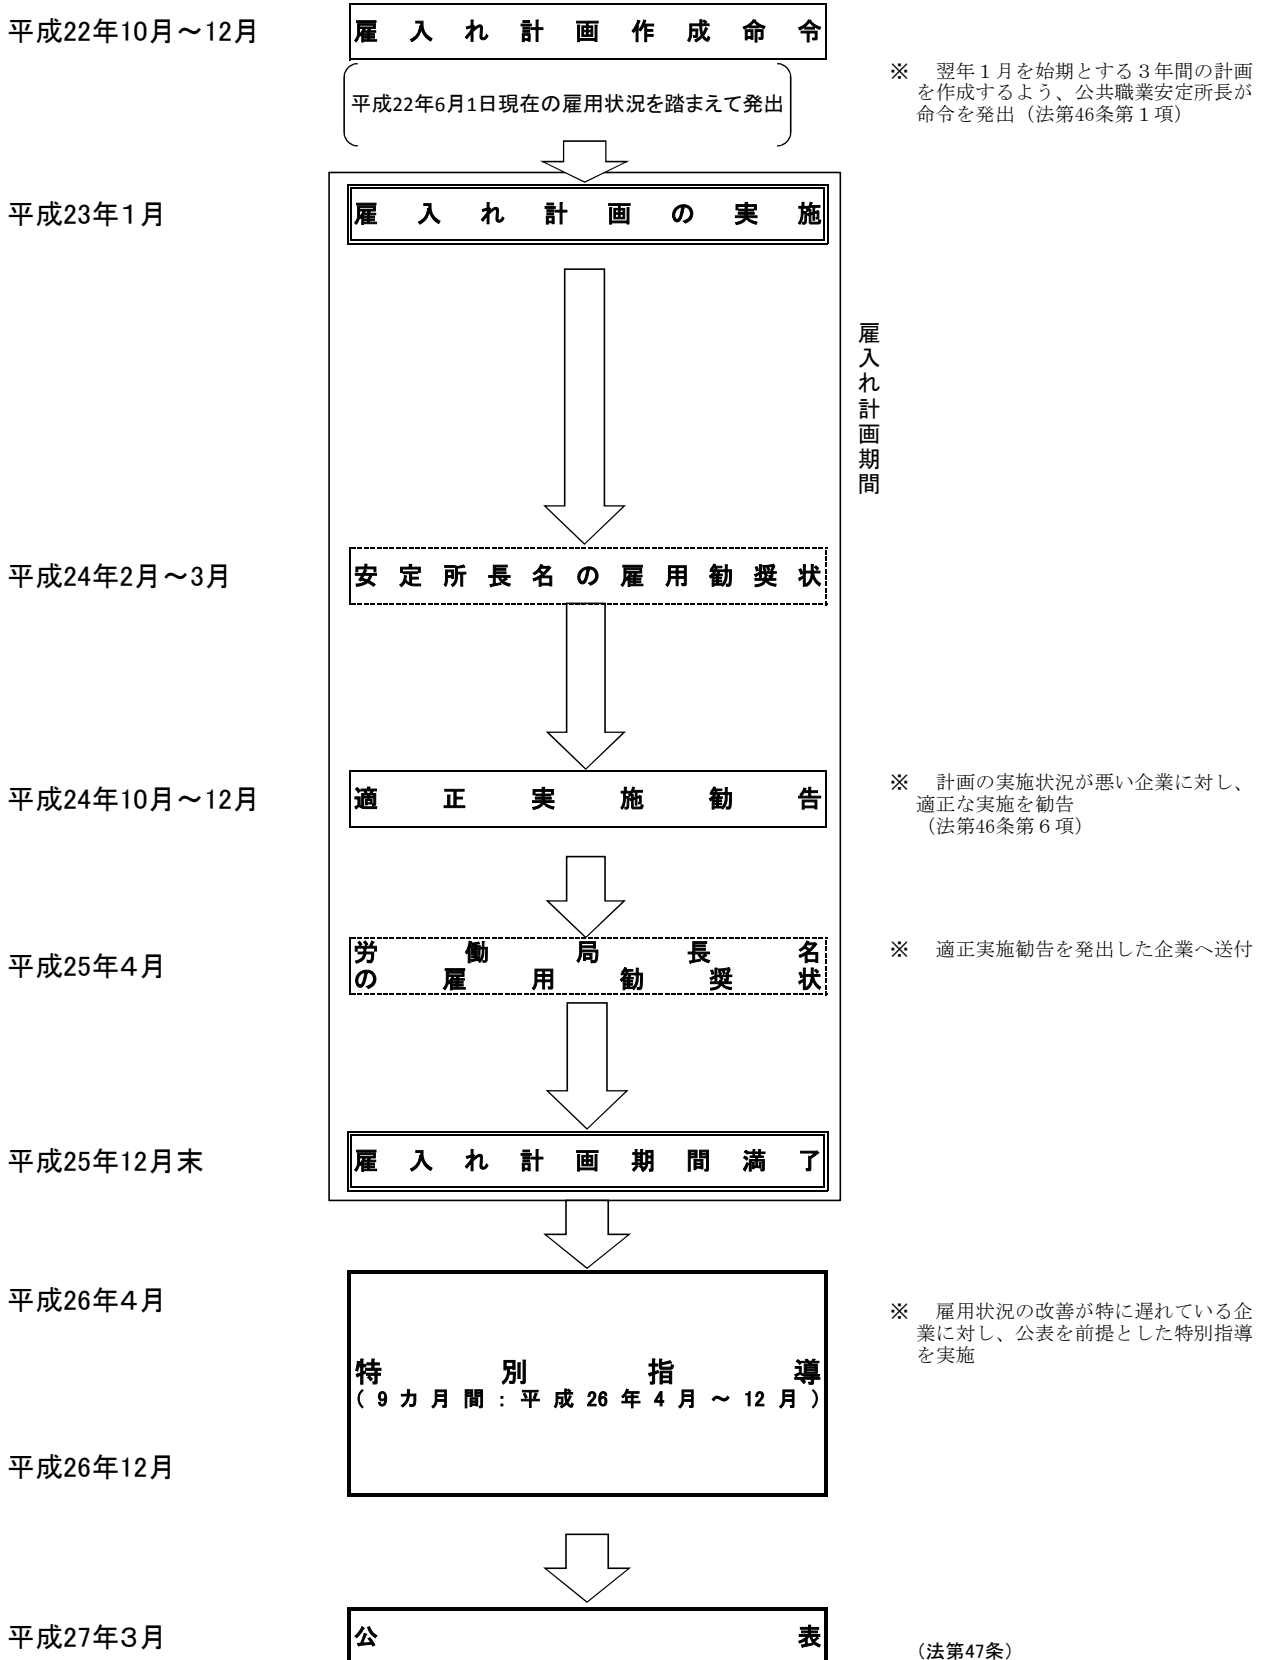 平成22年10月～12月
雇入れ計画作成命令
平成22年6月1日現在の雇用状況を踏まえて発出
※　翌年１月を始期とする３年間の計画
を作成するよう、公共職業安定所長が
命令を発出（法第46条第１項）
平成23年１月
雇入れ計画の実施
雇入れ計画期間
平成24年2月～3月
安定所長名の雇用勧奨状
平成24年10月～12月
適正実施勧告
※　計画の実施状況が悪い企業に対し、
適正な実施を勧告
（法第46条第６項）
平成25年４月
労働局長名
の雇用勧奨状
※　適正実施勧告を発出した企業へ送付
平成25年12月末
雇入れ計画期間満了
平成26年４月
※　雇用状況の改善が特に遅れている企
業に対し、公表を前提とした特別指導
を実施
特別指導
(9カ月間：平成26年4月～12月)
平成26年12月
平成27年３月
公表
（法第47条）